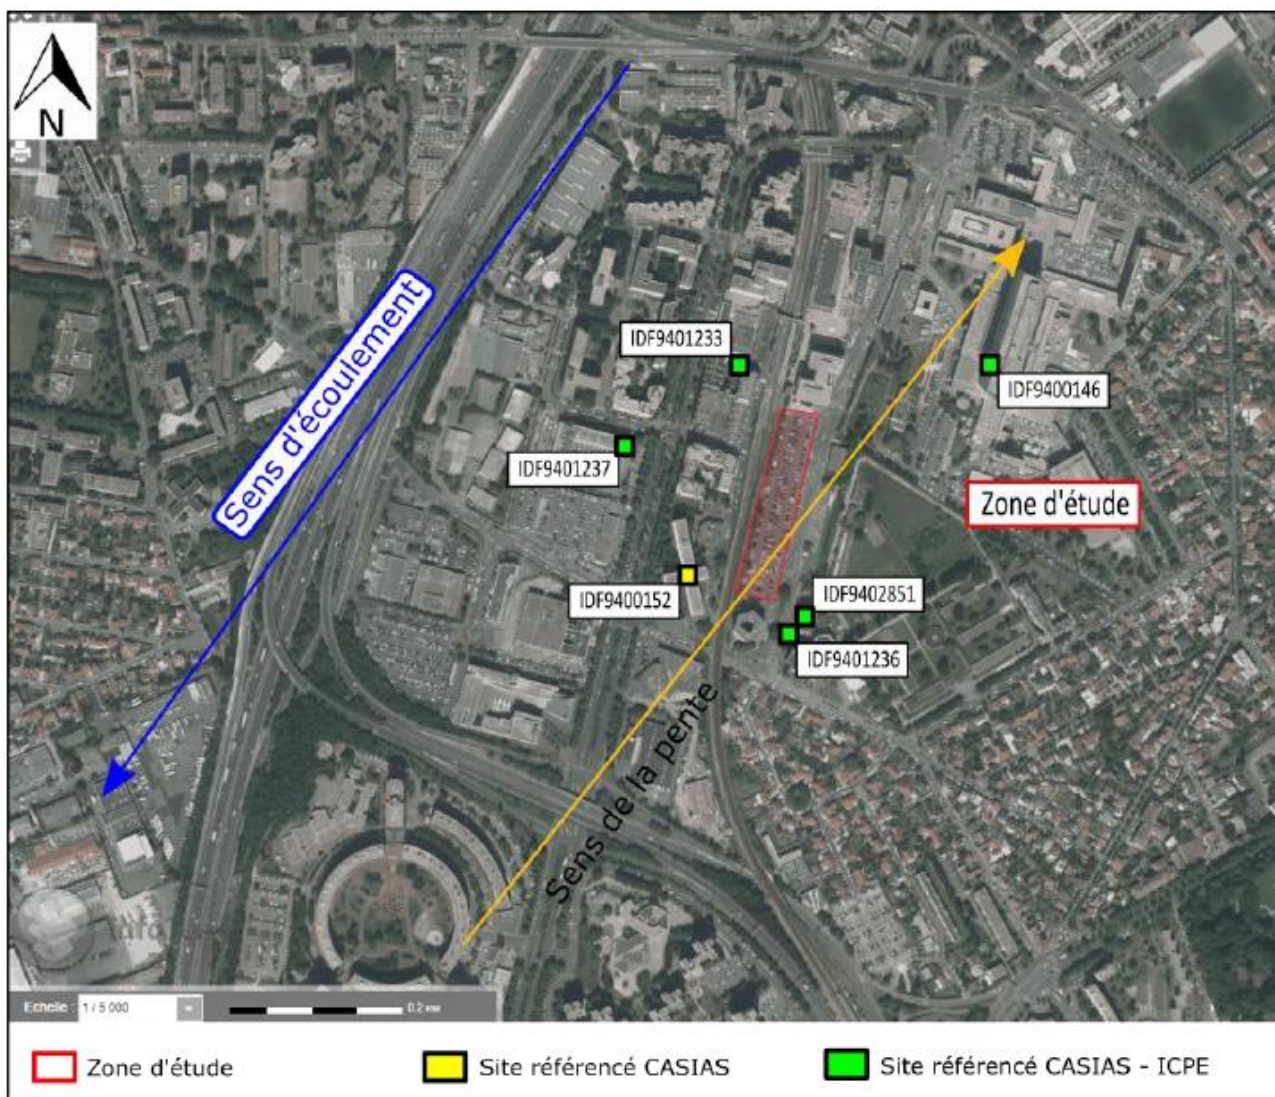 N
Sens d'écoulement
IDF9401233
IDF9400146
IDF9401237
Zone d'étude
IDF9400152
IDF9402851
IDF9401236
Sens de la pente
Echelle : 1 / 5 000
0.2 км
Zone d'étude
Site référencé CASIAS
Site référencé CASIAS - ICPE